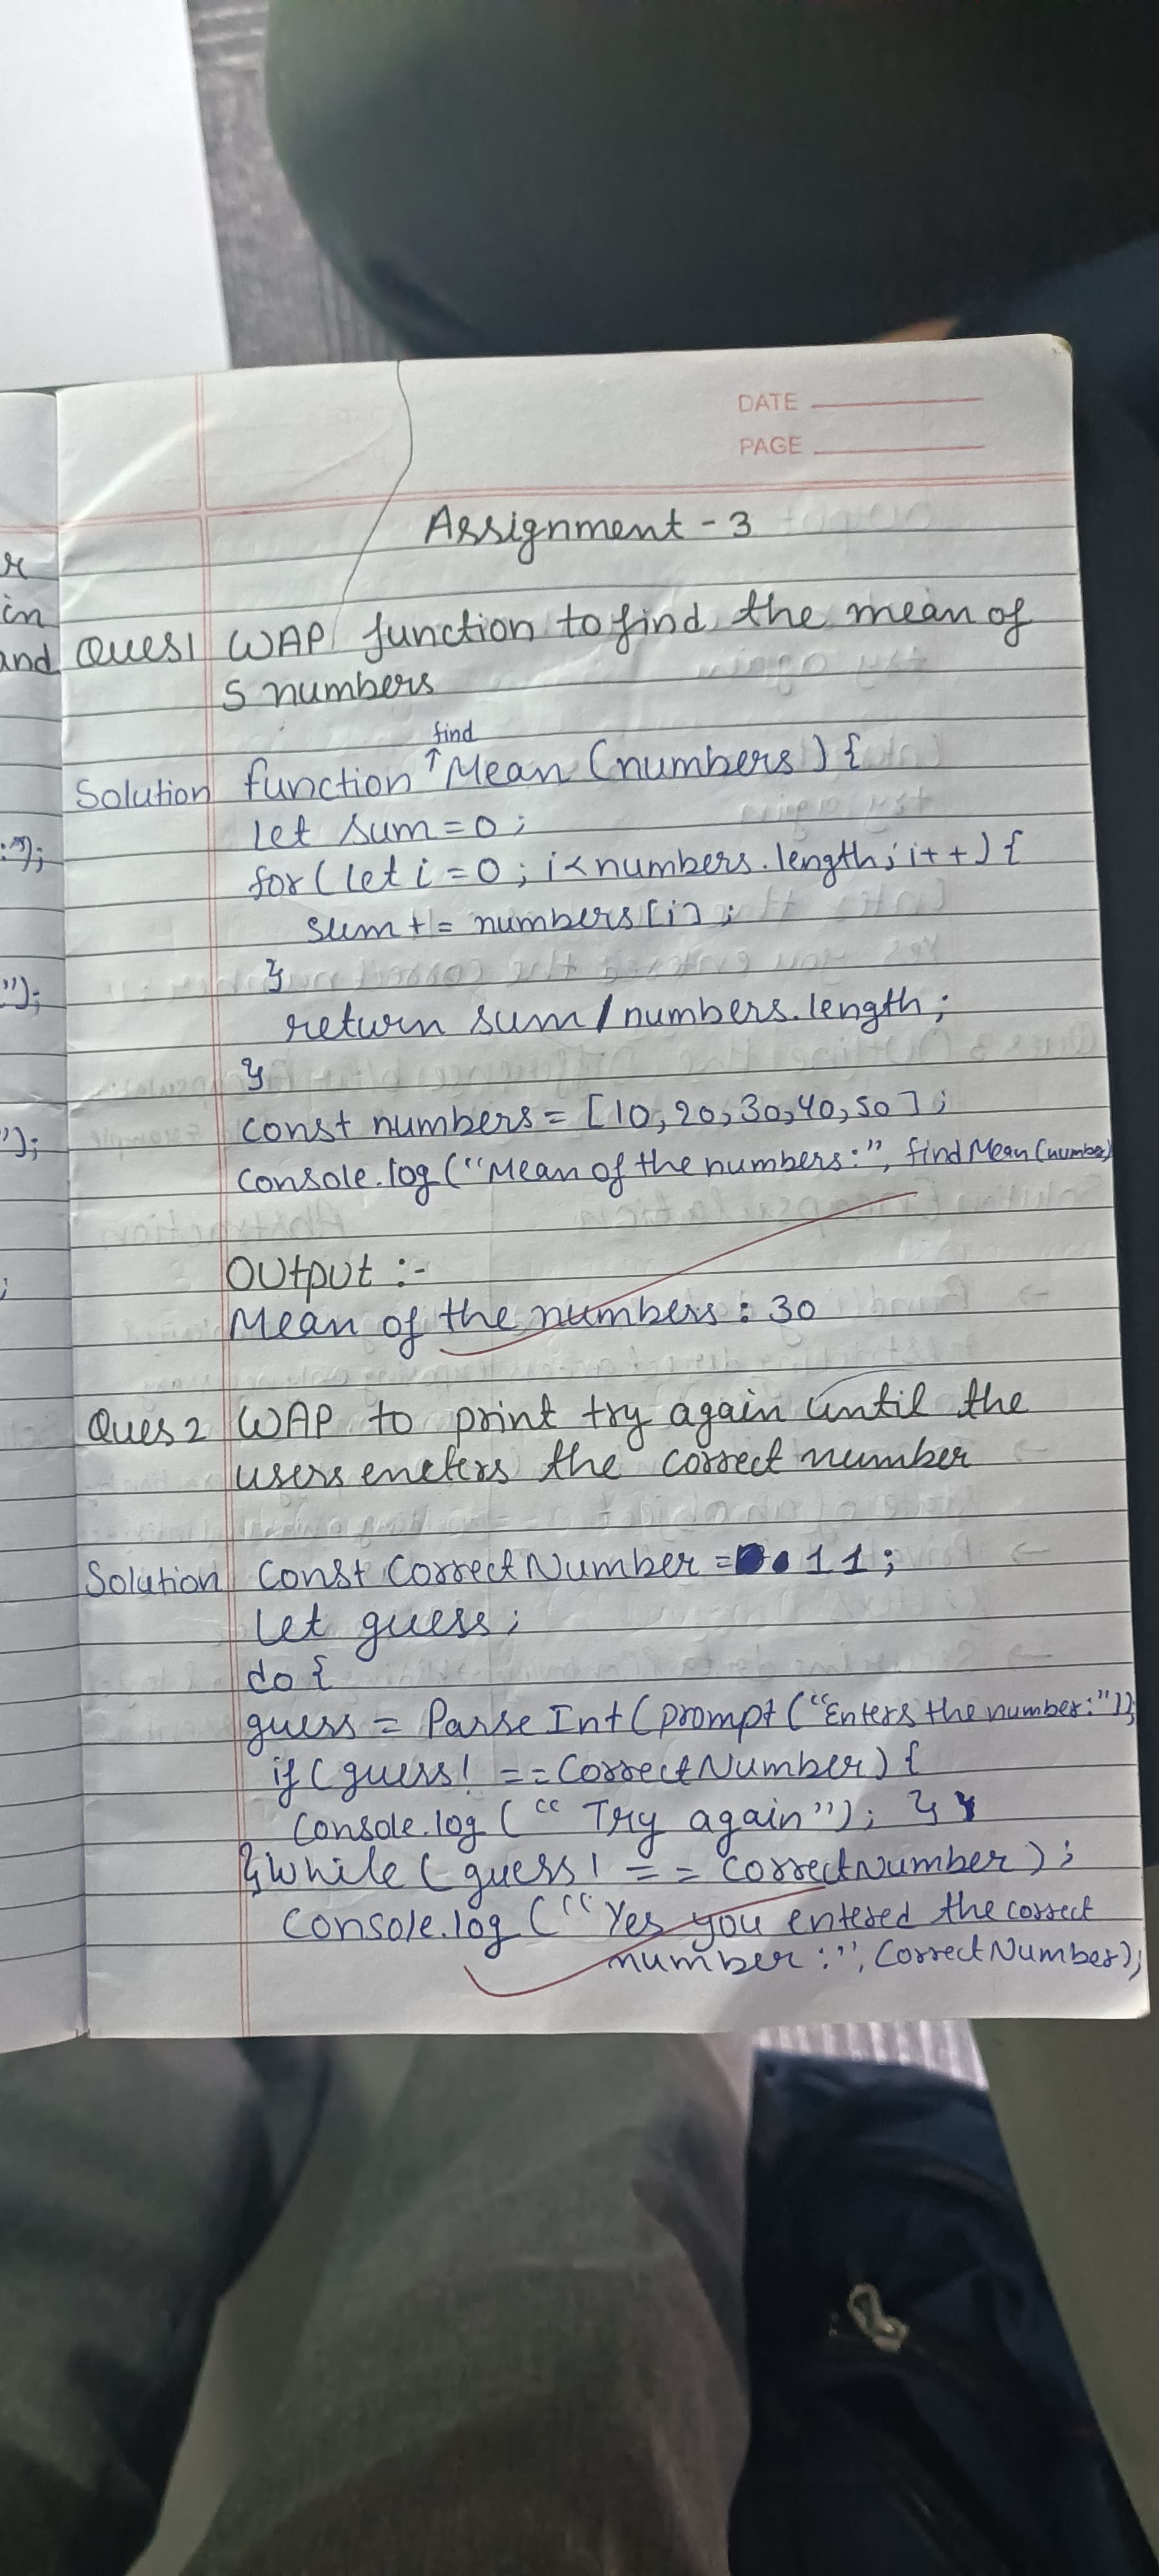 DATE
PAGE
Assignment - 3
r
in
and
Ques1 WAP function to find the mean of
5 numbers
find
Solution function ↑ Mean (numbers) {
let sum = 0 ;
:");
for ( let i = 0 ; i < numbers.length ; i++ ) {
sum += numbers [i] ;
}
");
return sum / numbers.length ;
}
const numbers = [10, 20, 30, 40, 50] ;
");
Console.log ("Mean of the numbers:", findMean (number)
;
Output :-
Mean of the numbers : 30
Ques 2 WAP to print try again until the
users eneters the correct number
Solution Const CorrectNumber = 11 ;
Let guess ;
do {
guess = Parse Int ( prompt ("Enters the number:"));
if ( guess! == CorrectNumber ) {
Console.log ( " Try again") ; }
} While ( guess! == CorrectNumber ) ;
Console.log ( "Yes you entered the correct
number :", CorrectNumber) ;